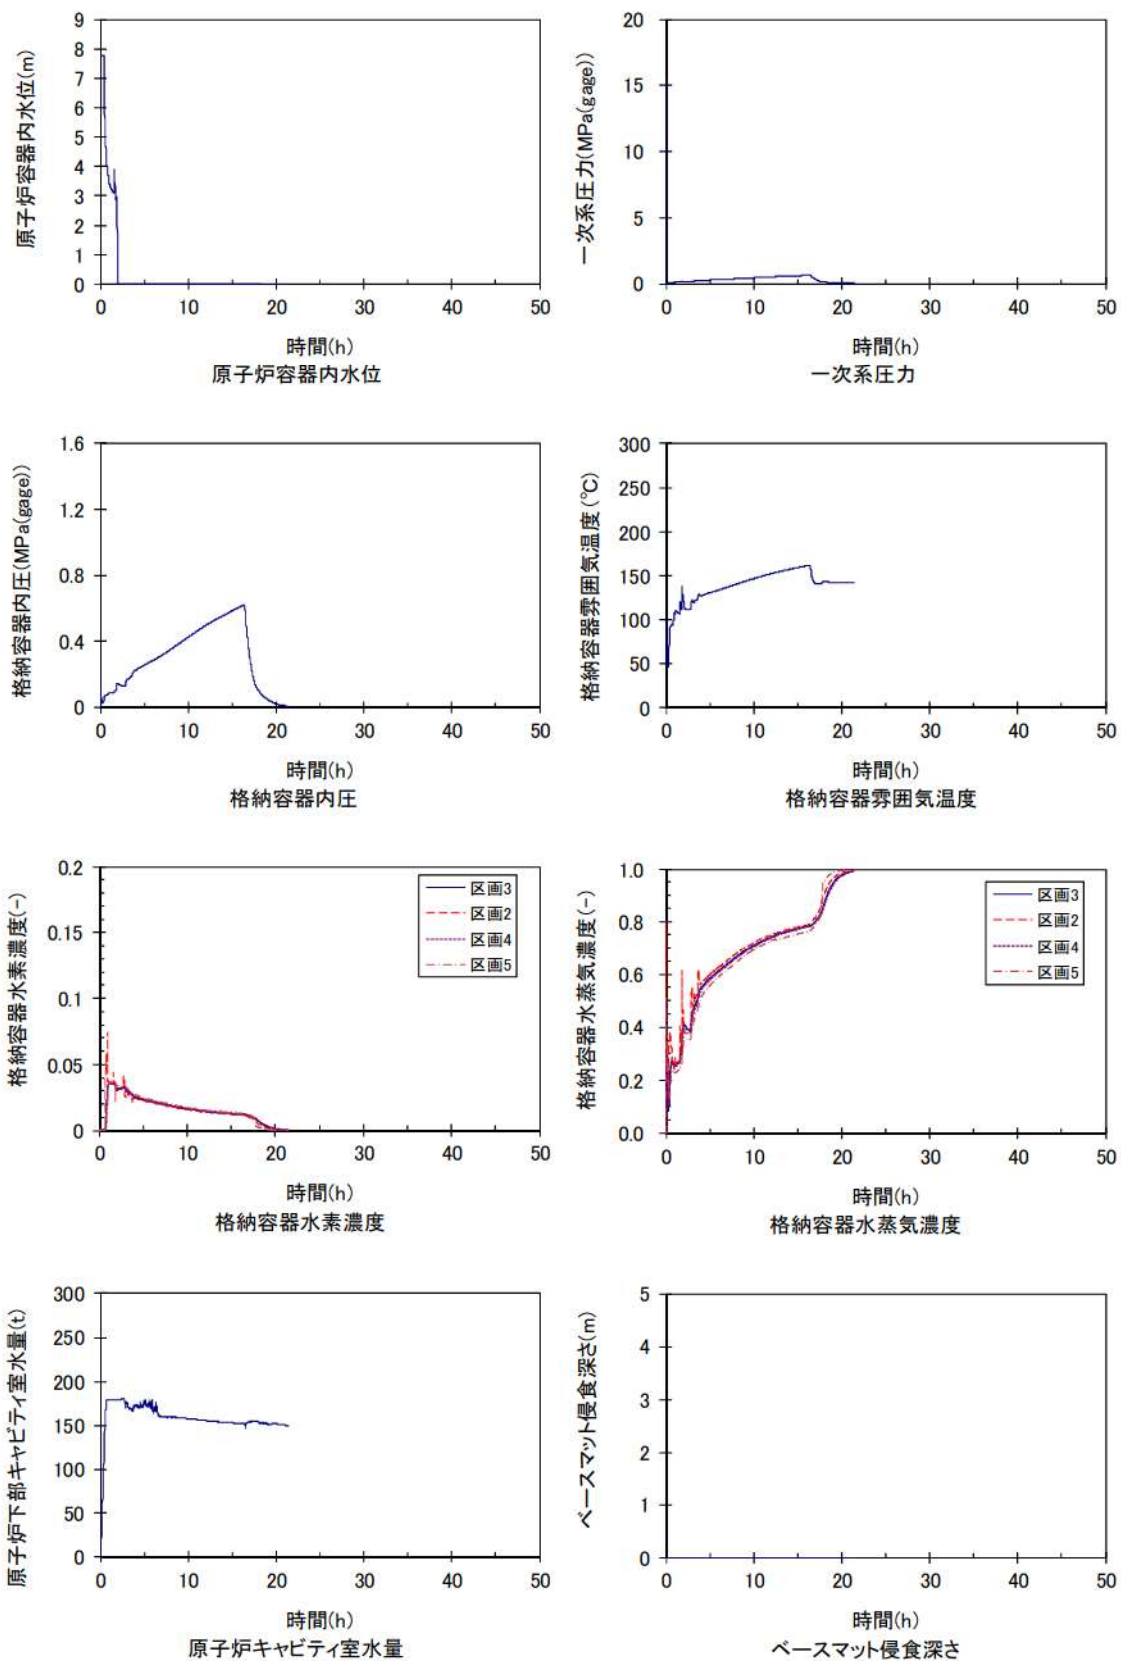 原子炉容器内水位(m)
9
8
7
6
5
4
3
2
1
0
0 10 20 30 40 50
時間(h)
原子炉容器内水位
一次系圧力(MPa(gage))
20
15
10
5
0
0 10 20 30 40 50
時間(h)
一次系圧力
格納容器内圧(MPa(gage))
1.6
1.2
0.8
0.4
0
0 10 20 30 40 50
時間(h)
格納容器内圧
格納容器雰囲気温度(℃)
300
250
200
150
100
50
0
0 10 20 30 40 50
時間(h)
格納容器雰囲気温度
格納容器水素濃度(-)
0.2
0.15
0.1
0.05
0
区画3
区画2
区画4
区画5
0 10 20 30 40 50
時間(h)
格納容器水素濃度
格納容器水蒸気濃度(-)
1.0
0.8
0.6
0.4
0.2
0.0
区画3
区画2
区画4
区画5
0 10 20 30 40 50
時間(h)
格納容器水蒸気濃度
原子炉下部キャビティ室水量(t)
300
250
200
150
100
50
0
0 10 20 30 40 50
時間(h)
原子炉キャビティ室水量
ベースマット侵食深さ(m)
5
4
3
2
1
0
0 10 20 30 40 50
時間(h)
ベースマット侵食深さ